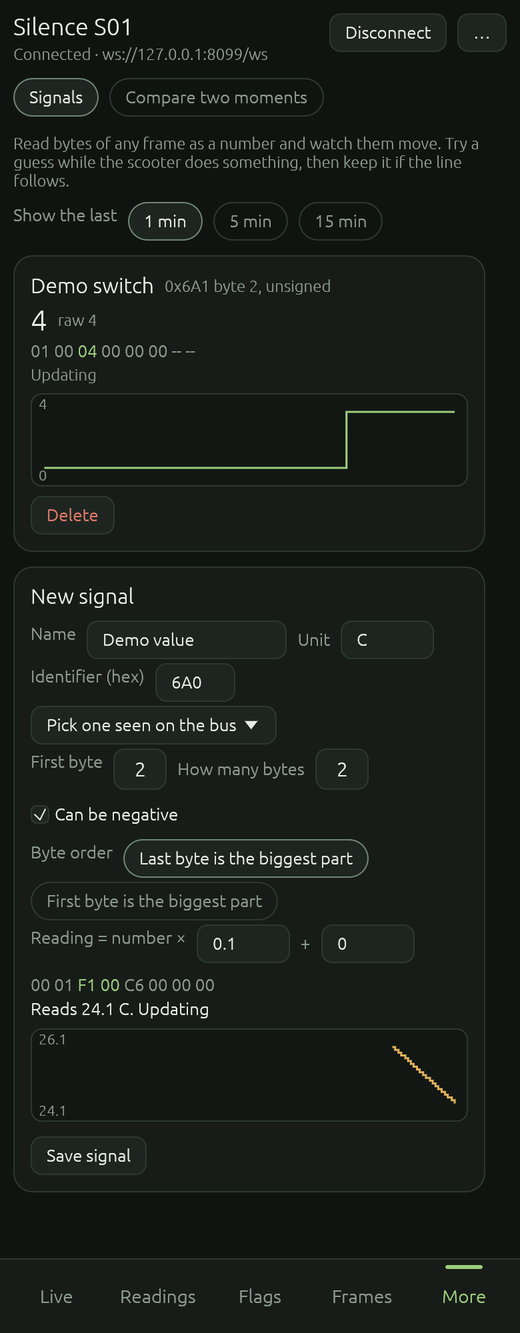 Silence S01
Disconnect
...
Connected · ws://127.0.0.1:8099/ws
Signals
Compare two moments
Read bytes of any frame as a number and watch them move. Try a
guess while the scooter does something, then keep it if the line
follows.
Show the last
1 min
5 min
15 min
Demo switch 0x6A1 byte 2, unsigned
4 raw 4
01 00 04 00 00 00 -- --
Updating
4
0
Delete
New signal
Name Demo value Unit C
Identifier (hex) 6A0
Pick one seen on the bus
First byte 2 How many bytes 2
Can be negative
Byte order Last byte is the biggest part
First byte is the biggest part
Reading = number × 0.1 + 0
00 01 F1 00 C6 00 00 00
Reads 24.1 C. Updating
26.1
24.1
Save signal
Live Readings Flags Frames More